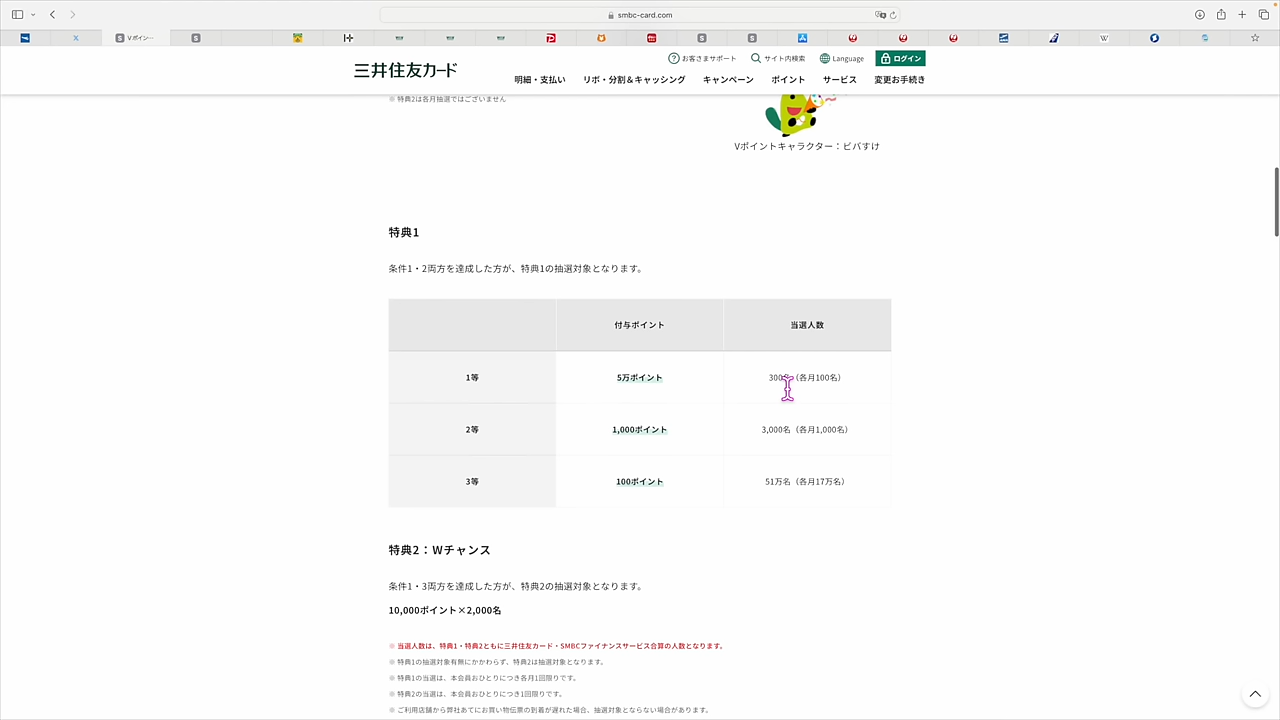 smbc-card.com
Vポイン…
三井住友カード
お客さまサポート
サイト内検索
Language
ログイン
明細・支払い
リボ・分割＆キャッシング
キャンペーン
ポイント
サービス
変更お手続き
※ 特典2は各月抽選ではございません
Vポイントキャラクター：ビバすけ
特典1
条件1・2両方を達成した方が、特典1の抽選対象となります。
付与ポイント
当選人数
1等
5万ポイント
300名（各月100名）
2等
1,000ポイント
3,000名（各月1,000名）
3等
100ポイント
51万名（各月17万名）
特典2：Wチャンス
条件1・3両方を達成した方が、特典2の抽選対象となります。
10,000ポイント×2,000名
※ 当選人数は、特典1・特典2ともに三井住友カード・SMBCファイナンスサービス合算の人数となります。
※ 特典1の抽選対象有無にかかわらず、特典2は抽選対象となります。
※ 特典1の当選は、本会員おひとりにつき各月1回限りです。
※ 特典2の当選は、本会員おひとりにつき1回限りです。
※ ご利用店舗から弊社あてにお買い物伝票の到着が遅れた場合、抽選対象とならない場合があります。